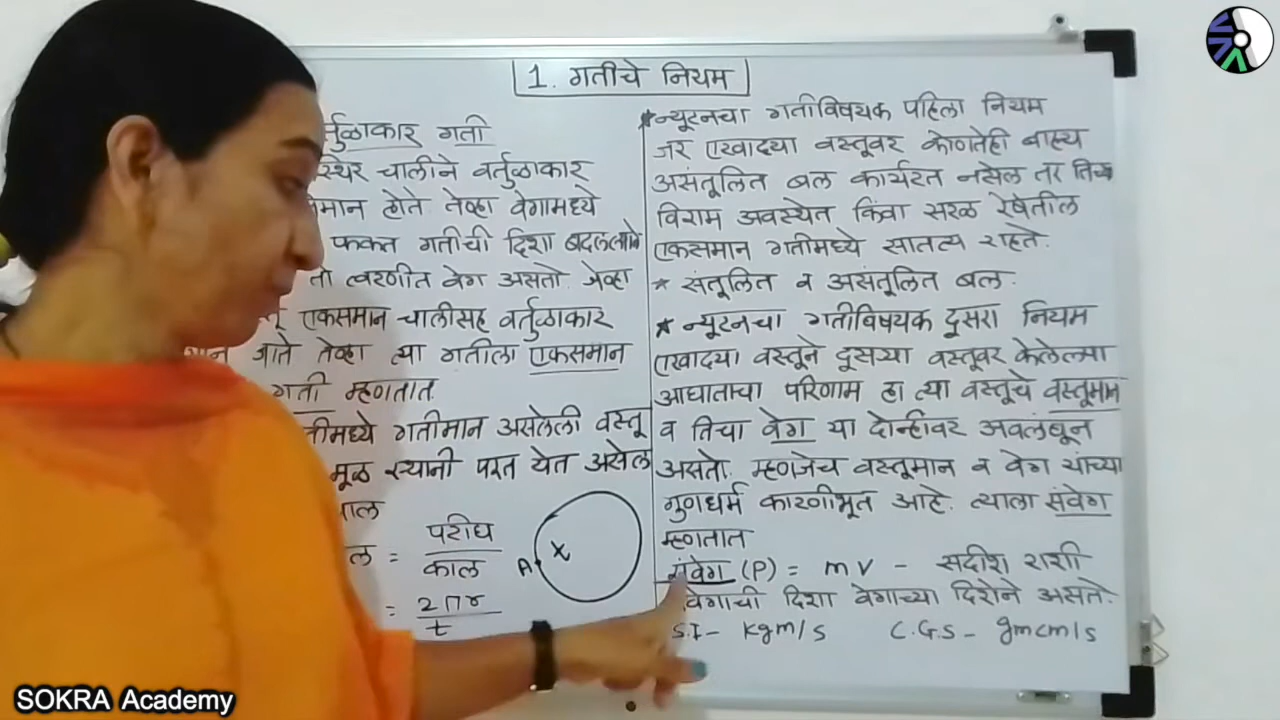 1. गतीचे नियम
र्तुळाकार गती
स्थिर चालीने वर्तुळाकार
मान होते तेव्हा वेगामध्ये
फक्त गतीची दिशा
तो त्वरणीत वेग असतो. जेव्हा
एकसमान चालीसह वर्तुळाकार
जाते तेव्हा त्या गतीला एकसमान
गती म्हणतात.
मध्ये गतीमान असलेली वस्तू
मूळ स्थानी परत येत असेल
ल = परीघ / काल
= 2πr / t
A
★ न्यूटनचा गतीविषयक पहिला नियम
जर एखाद्या वस्तूवर कोणतेही बाह्य
असंतूलित बल कार्यरत नसेल तर
विराम अवस्थेत किंवा सरळ रेषेतील
एकसमान गतीमध्ये सातत्य राहते.
★ संतूलित व असंतूलित बल.
★ न्यूटनचा गतीविषयक दूसरा नियम
एखाद्या वस्तूने दूसऱ्या वस्तूवर केलेल्या
आघाताचा परिणाम हा त्या वस्तूचे वस्तूमान
व तिचा वेग या दोन्हीवर अवलंबून
असतो. म्हणजेच वस्तूमान व वेग यांच्या
गुणधर्म कारणीभूत आहे. त्याला संवेग
म्हणतात
संवेग (P) = mv - सदीश राशी
वेगाची दिशा वेगाच्या दिशेने असते.
S.I - kgm/s C.G.S - gmcm/s
SOKRA Academy